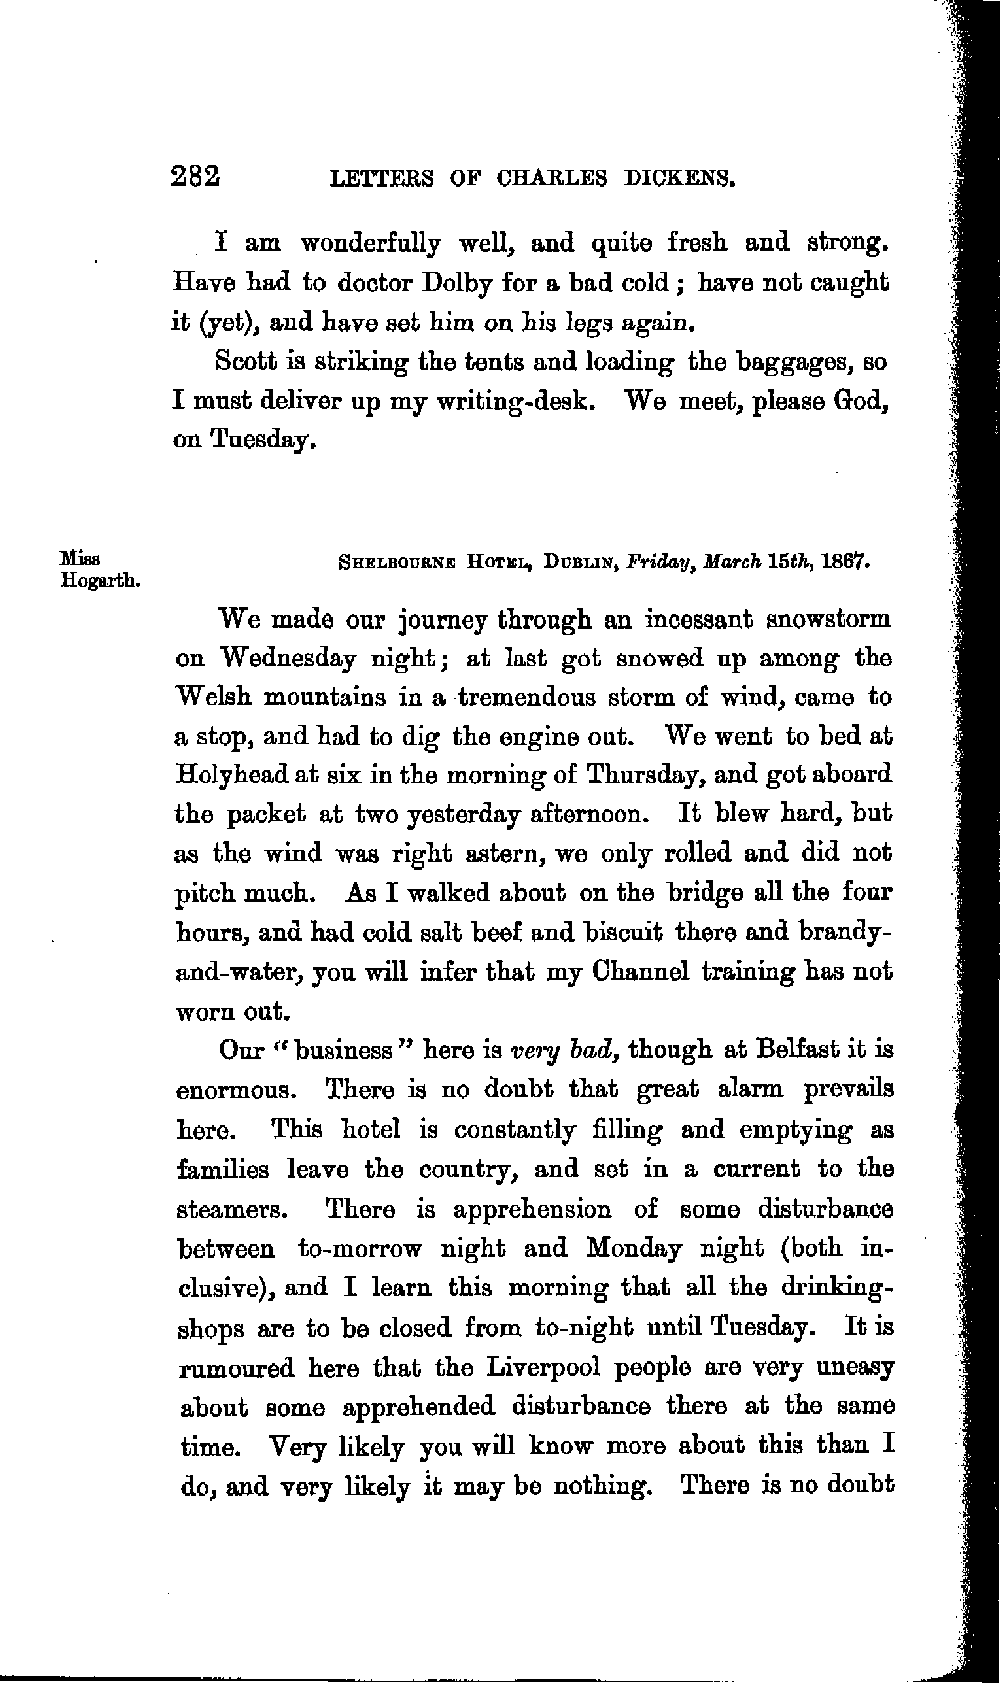 282 LETTERS OF CHARLES DICKENS.
I am wonderfully well, and quite fresh and strong.
Have had to doctor Dolby for a bad cold; have not caught
it (yet), and have set him on his legs again.
Scott is striking the tents and loading the baggages, so
I must deliver up my writing-desk. We meet, please God,
on Tuesday.
Miss
Hogarth.
SHELBOURNE HOTEL, DUBLIN, Friday, March 15th, 1867.
We made our journey through an incessant snowstorm
on Wednesday night; at last got snowed up among the
Welsh mountains in a tremendous storm of wind, came to
a stop, and had to dig the engine out. We went to bed at
Holyhead at six in the morning of Thursday, and got aboard
the packet at two yesterday afternoon. It blew hard, but
as the wind was right astern, we only rolled and did not
pitch much. As I walked about on the bridge all the four
hours, and had cold salt beef and biscuit there and brandy-
and-water, you will infer that my Channel training has not
worn out.
Our "business" here is very bad, though at Belfast it is
enormous. There is no doubt that great alarm prevails
here. This hotel is constantly filling and emptying as
families leave the country, and set in a current to the
steamers. There is apprehension of some disturbance
between to-morrow night and Monday night (both in-
clusive), and I learn this morning that all the drinking-
shops are to be closed from to-night until Tuesday. It is
rumoured here that the Liverpool people are very uneasy
about some apprehended disturbance there at the same
time. Very likely you will know more about this than I
do, and very likely it may be nothing. There is no doubt